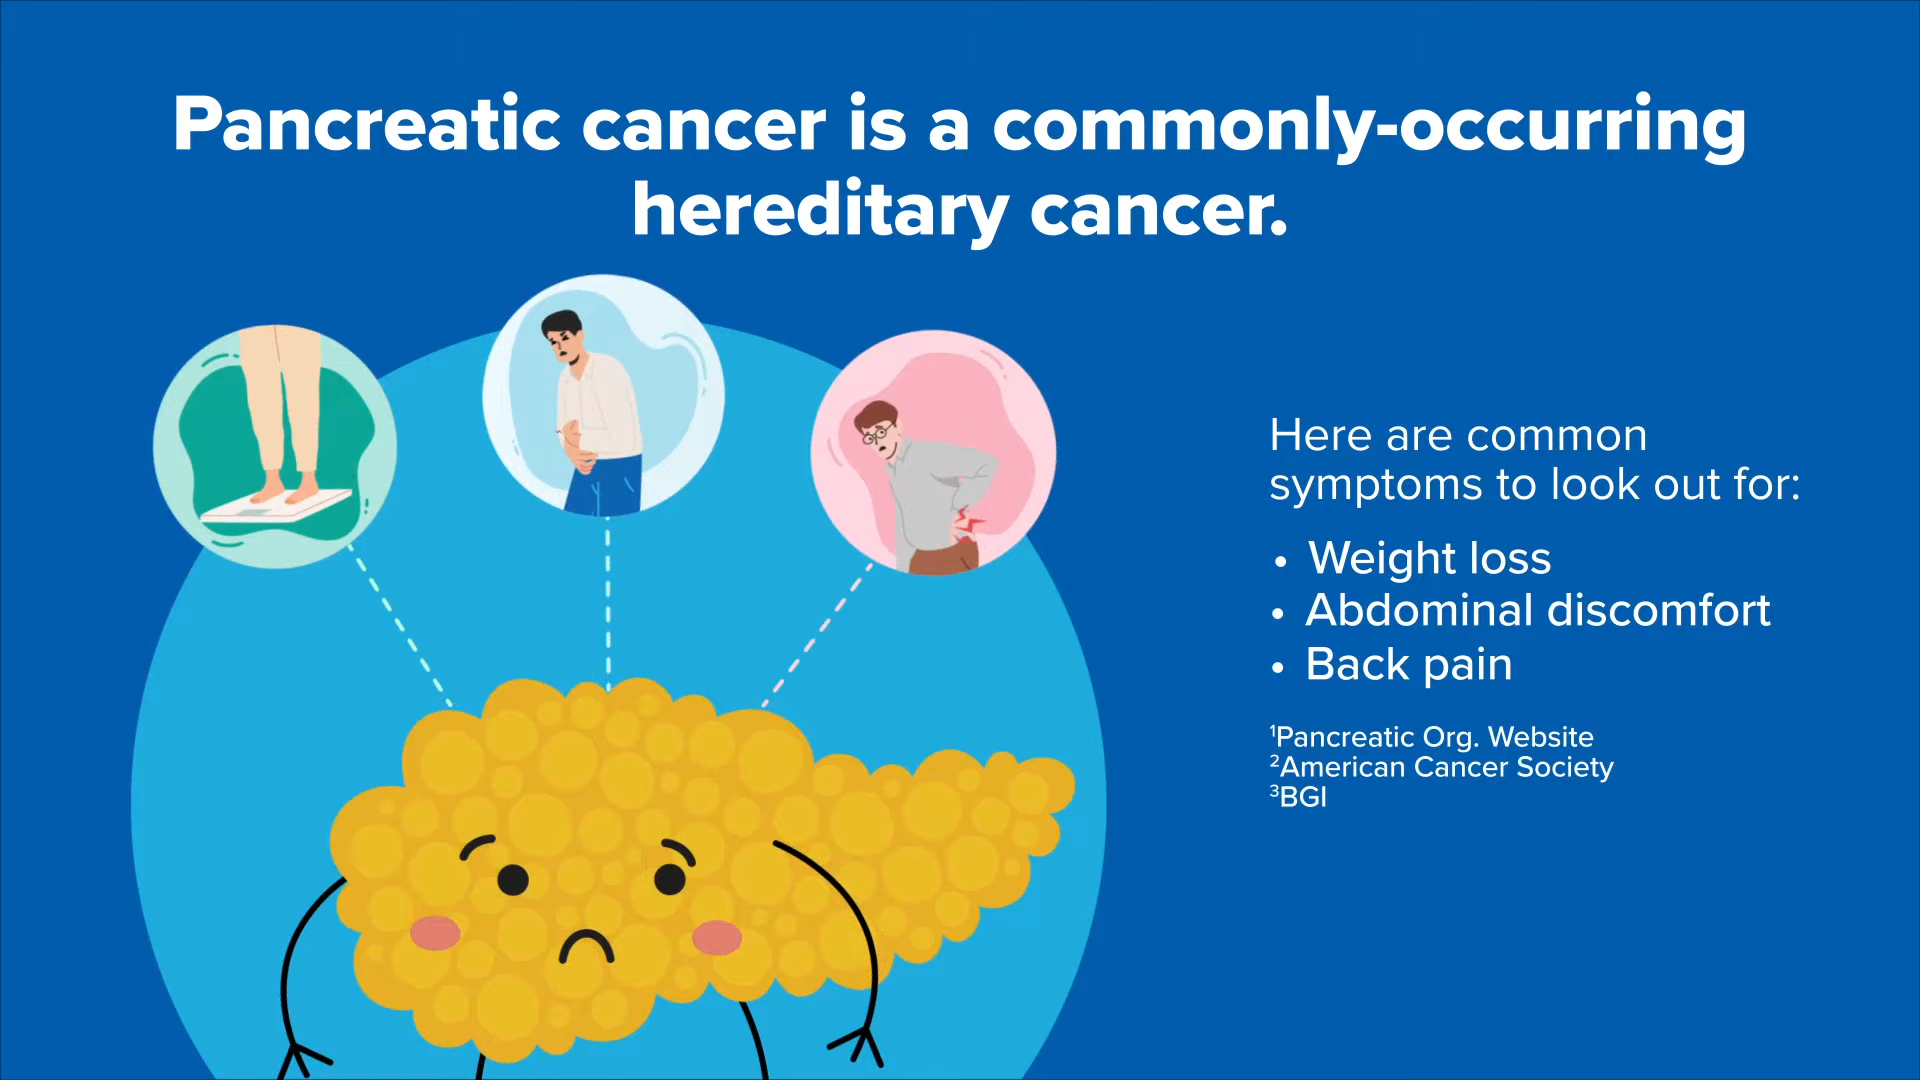 Pancreatic cancer is a commonly-occurring
hereditary cancer.
Here are common
symptoms to look out for:
• Weight loss
• Abdominal discomfort
• Back pain
¹Pancreatic Org. Website
²American Cancer Society
³BGI